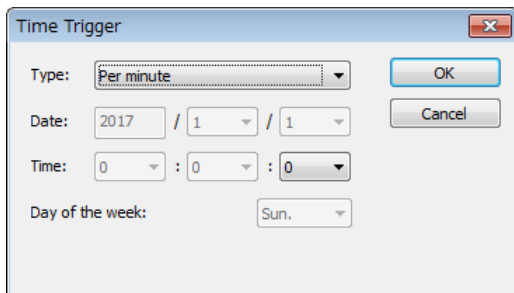 Time Trigger
Type: Per minute OK
Date: 2017 / 1 / 1 Cancel
Time: 0 : 0 : 0
Day of the week: Sun.